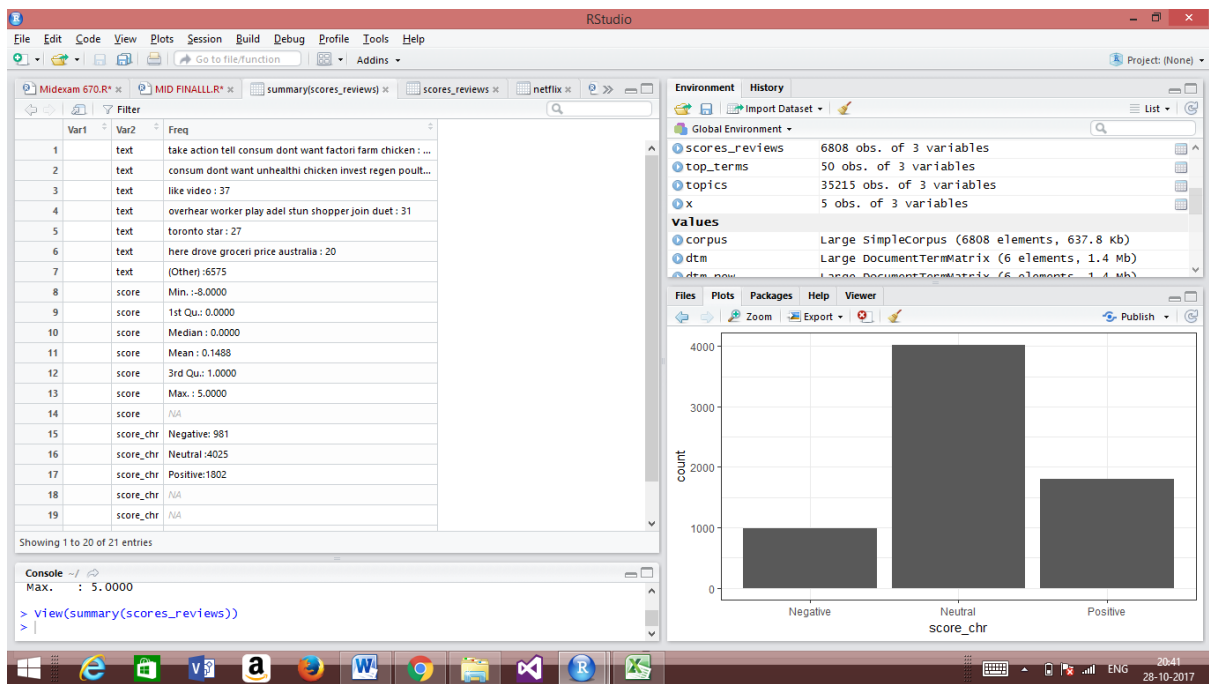 RStudio
File Edit Code View Plots Session Build Debug Profile Tools Help
Go to file/function Addins Project: (None)
Midexam 670.R* MID FINALLL.R* summary(scores_reviews) scores_reviews netflix
Filter
Var1 Var2 Freq
1 text take action tell consum dont want factori farm chicken : ...
2 text consum dont want unhealthi chicken invest regen poult...
3 text like video : 37
4 text overhear worker play adel stun shopper join duet : 31
5 text toronto star : 27
6 text here drove groceri price australia : 20
7 text (Other) :6575
8 score Min. :-8.0000
9 score 1st Qu.: 0.0000
10 score Median : 0.0000
11 score Mean : 0.1488
12 score 3rd Qu.: 1.0000
13 score Max. : 5.0000
14 score NA
15 score_chr Negative: 981
16 score_chr Neutral :4025
17 score_chr Positive:1802
18 score_chr NA
19 score_chr NA
Showing 1 to 20 of 21 entries
Console ~/
Max. : 5.0000
> View(summary(scores_reviews))
>
Environment History
Import Dataset List
Global Environment
scores_reviews 6808 obs. of 3 variables
top_terms 50 obs. of 3 variables
topics 35215 obs. of 3 variables
x 5 obs. of 3 variables
Values
corpus Large SimpleCorpus (6808 elements, 637.8 Kb)
dtm Large DocumentTermMatrix (6 elements, 1.4 Mb)
dtm_new Large DocumentTermMatrix (6 elements, 1.4 Mb)
Files Plots Packages Help Viewer
Zoom Export Publish
4000
3000
2000
1000
0
count
Negative Neutral Positive
score_chr
ENG 20:41
28-10-2017